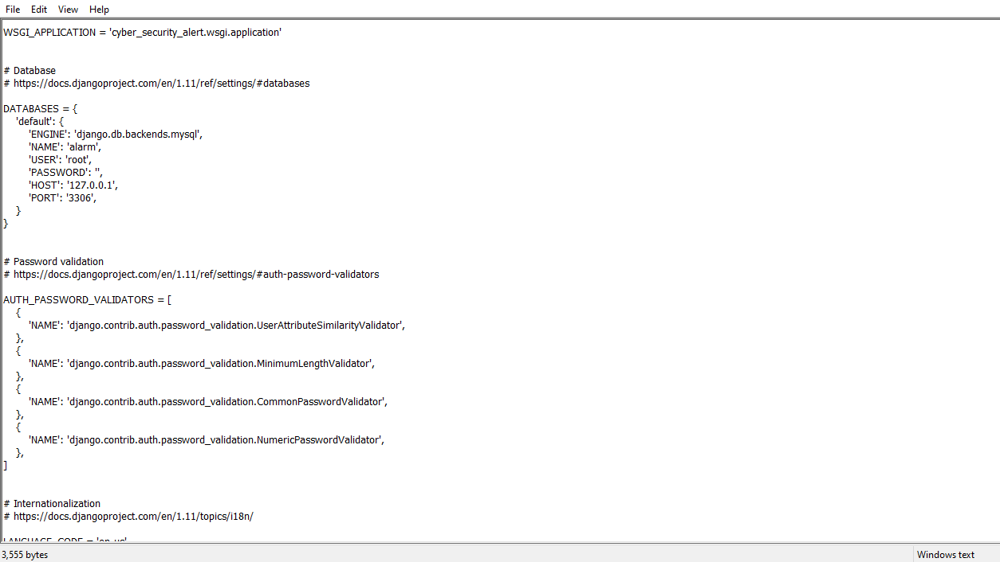 File Edit View Help
WSGI_APPLICATION = 'cyber_security_alert.wsgi.application'
# Database
# https://docs.djangoproject.com/en/1.11/ref/settings/#databases
DATABASES = {
'default': {
'ENGINE': 'django.db.backends.mysql',
'NAME': 'alarm',
'USER': 'root',
'PASSWORD': '',
'HOST': '127.0.0.1',
'PORT': '3306',
}
}
# Password validation
# https://docs.djangoproject.com/en/1.11/ref/settings/#auth-password-validators
AUTH_PASSWORD_VALIDATORS = [
{
'NAME': 'django.contrib.auth.password_validation.UserAttributeSimilarityValidator',
},
{
'NAME': 'django.contrib.auth.password_validation.MinimumLengthValidator',
},
{
'NAME': 'django.contrib.auth.password_validation.CommonPasswordValidator',
},
{
'NAME': 'django.contrib.auth.password_validation.NumericPasswordValidator',
},
]
# Internationalization
# https://docs.djangoproject.com/en/1.11/topics/i18n/
LANGUAGE_CODE = 'en-us'
3,555 bytes
Windows text